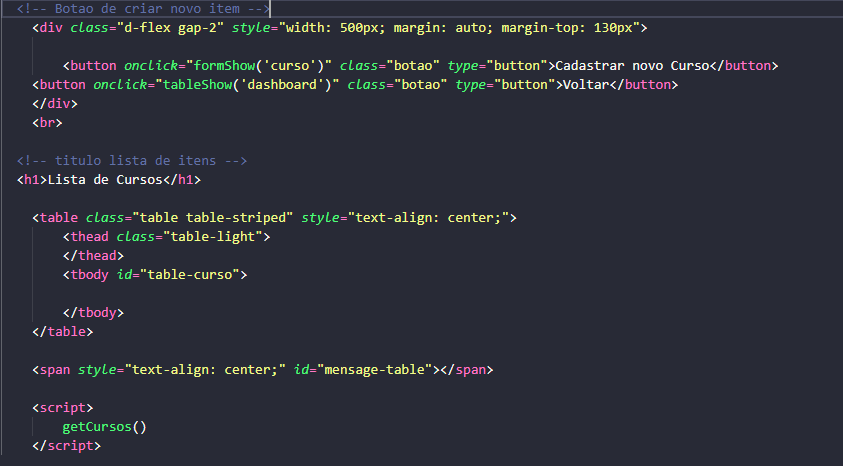 <!-- Botao de criar novo item -->
<div class="d-flex gap-2" style="width: 500px; margin: auto; margin-top: 130px">
<button onclick="formShow('curso')" class="botao" type="button">Cadastrar novo Curso</button>
<button onclick="tableShow('dashboard')" class="botao" type="button">Voltar</button>
</div>
<br>
<!-- titulo lista de itens -->
<h1>Lista de Cursos</h1>
<table class="table table-striped" style="text-align: center;">
<thead class="table-light">
</thead>
<tbody id="table-curso">
</tbody>
</table>
<span style="text-align: center;" id="mensage-table"></span>
<script>
getCursos()
</script>